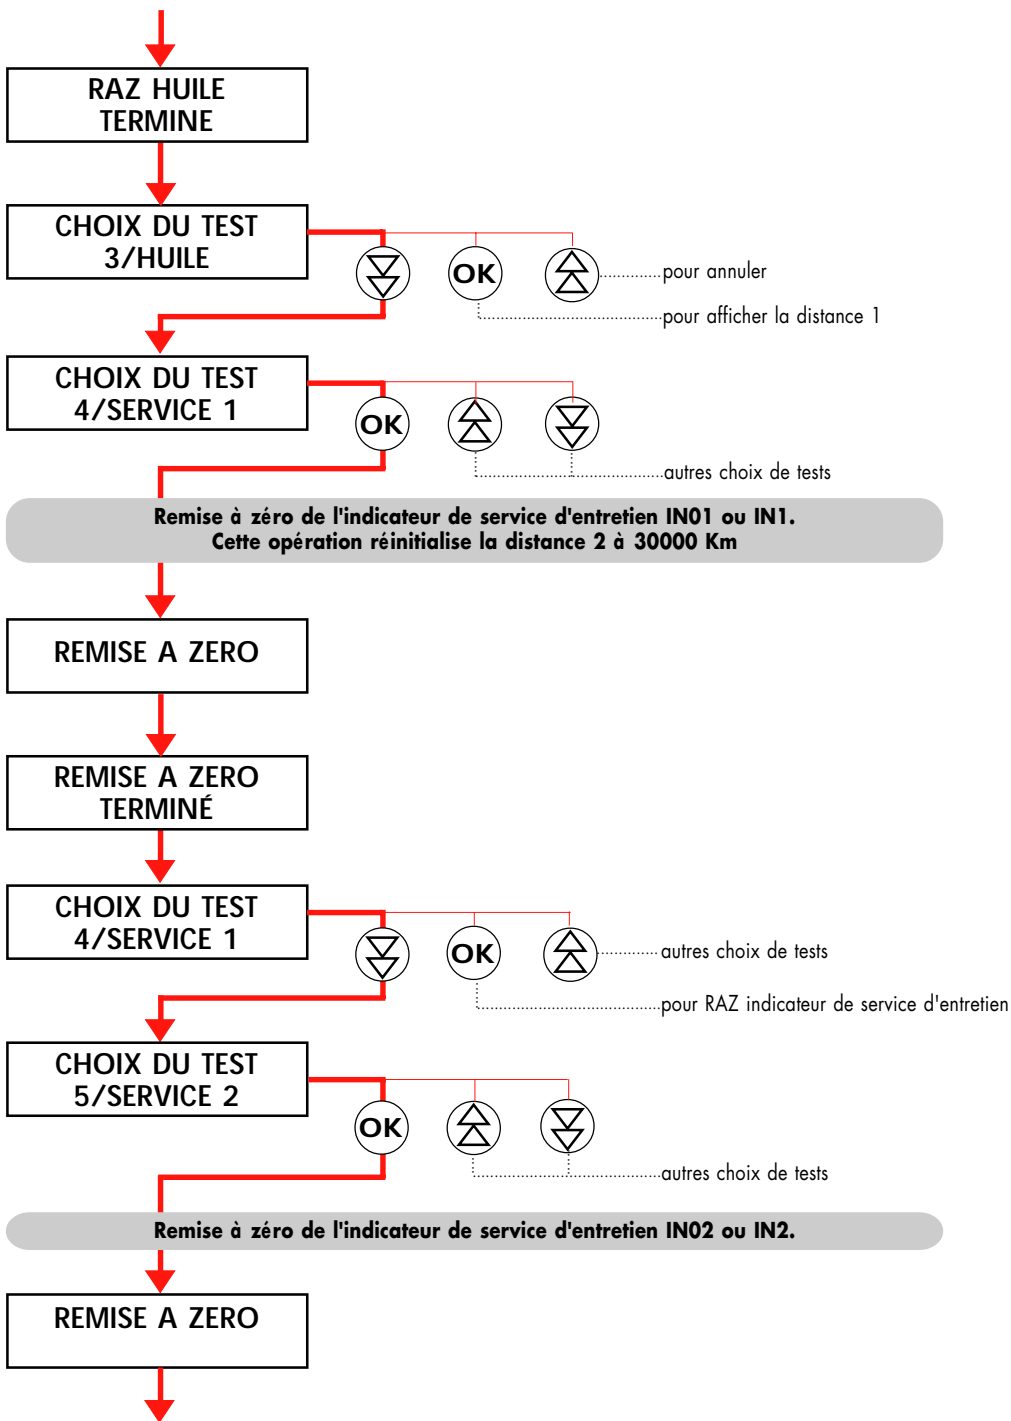 RAZ HUILE
TERMINE
CHOIX DU TEST
3/HUILE
OK
pour annuler
pour afficher la distance 1
CHOIX DU TEST
4/SERVICE 1
OK
autres choix de tests
Remise à zéro de l'indicateur de service d'entretien IN01 ou IN1.
Cette opération réinitialise la distance 2 à 30000 Km
REMISE A ZERO
REMISE A ZERO
TERMINÉ
CHOIX DU TEST
4/SERVICE 1
OK
autres choix de tests
pour RAZ indicateur de service d'entretien
CHOIX DU TEST
5/SERVICE 2
OK
autres choix de tests
Remise à zéro de l'indicateur de service d'entretien IN02 ou IN2.
REMISE A ZERO